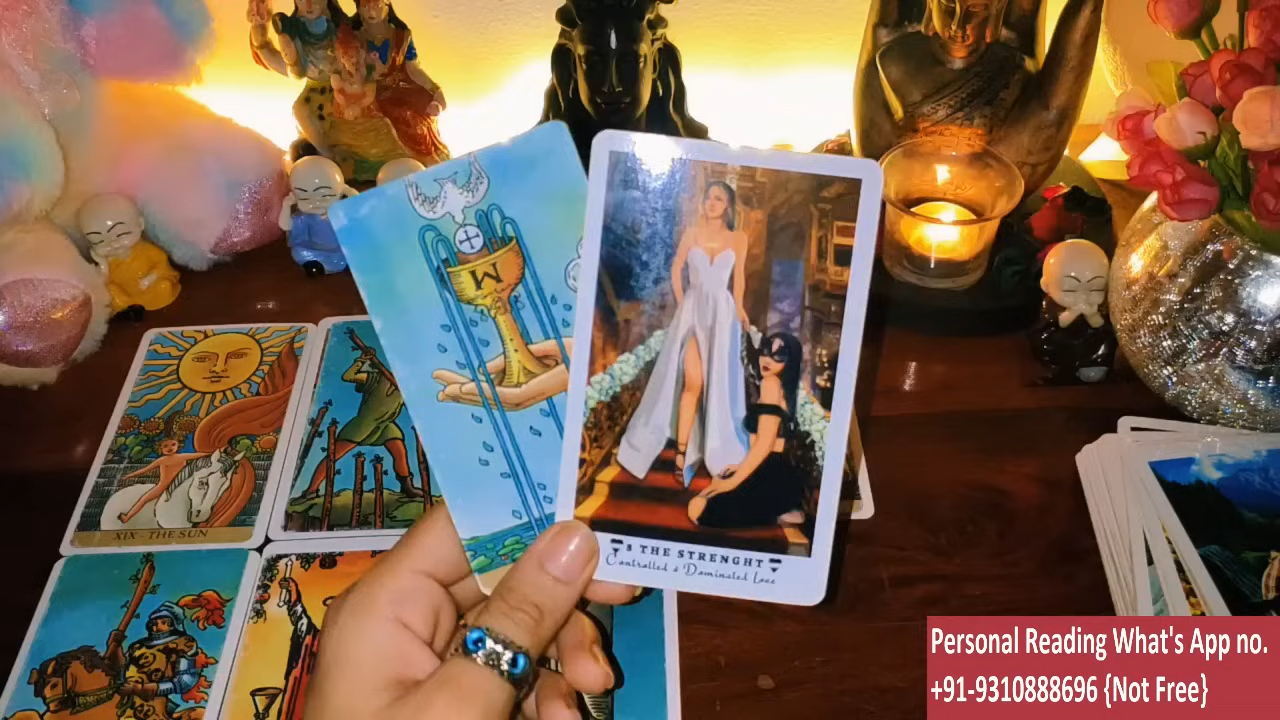 XIX - THE SUN
8 THE STRENGHT
Controlled & Dominated Love
Personal Reading What's App no.
+91-9310888696 {Not Free}